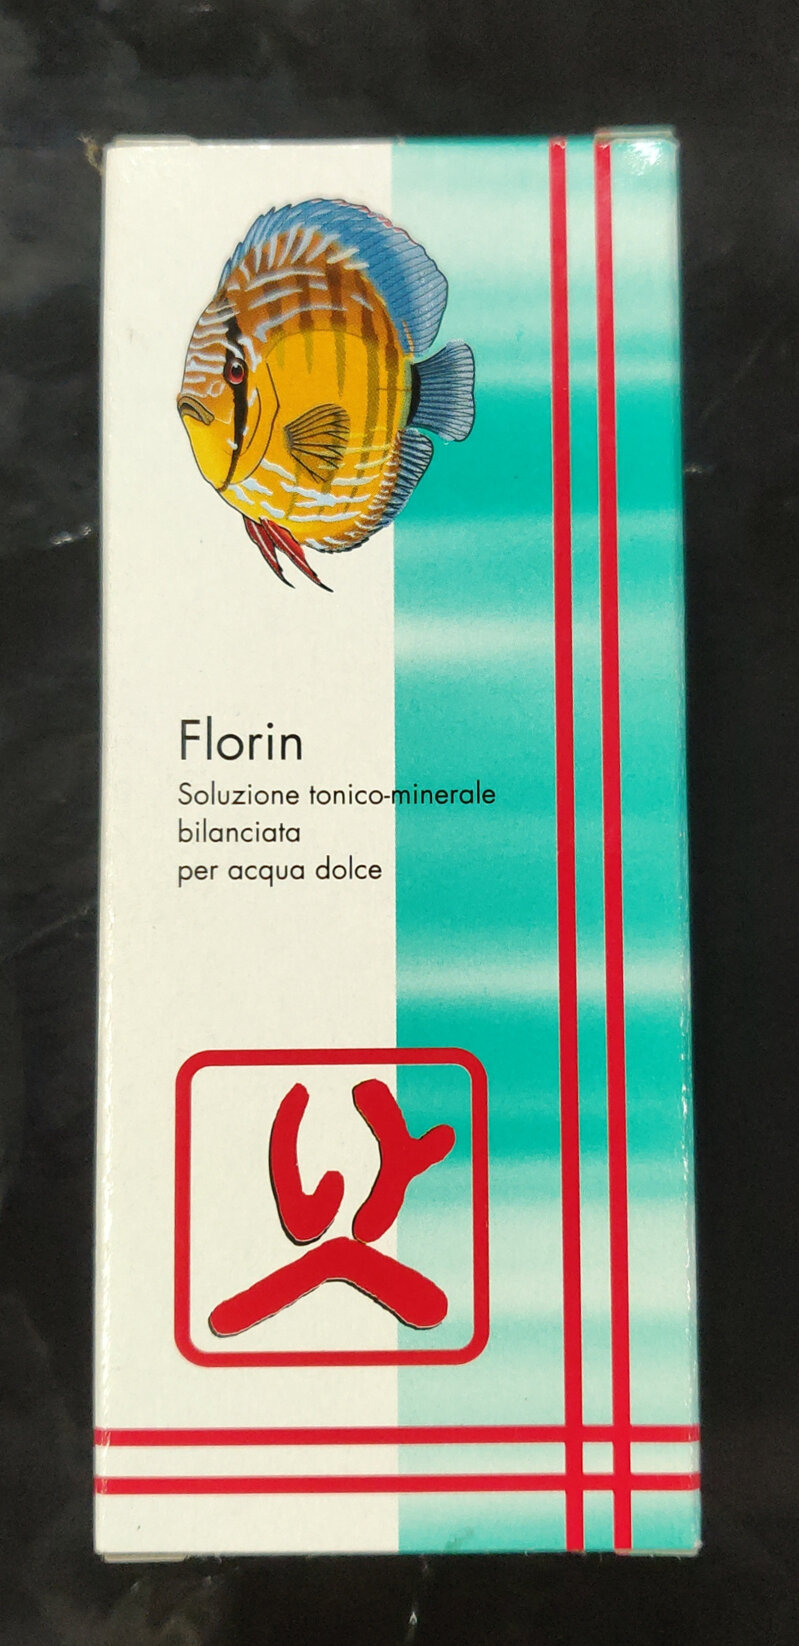 Florin
Soluzione tonico-minerale
bilanciata
per acqua dolce